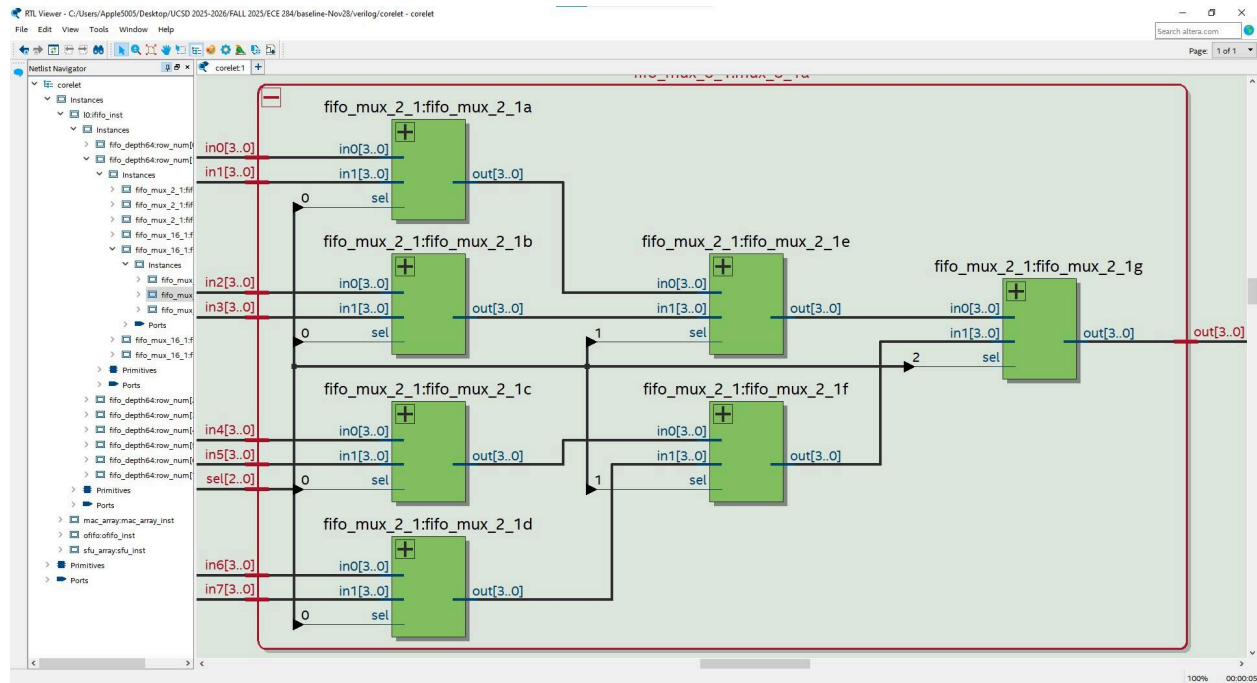 RTL Viewer - C:/Users/Apple5005/Desktop/UCSD 2025-2026/FALL 2025/ECE 284/baseline-Nov28/verilog/corelet - corelet
File Edit View Tools Window Help
Search altera.com
Page: 1 of 1
Netlist Navigator
corelet:1
corelet
Instances
l0:ififo_inst
Instances
fifo_depth64:row_num[
fifo_depth64:row_num[
Instances
fifo_mux_2_1:fif
fifo_mux_2_1:fif
fifo_mux_2_1:fif
fifo_mux_16_1:f
fifo_mux_16_1:f
Instances
fifo_mux
fifo_mux
fifo_mux
Ports
fifo_mux_16_1:f
fifo_mux_16_1:f
Primitives
Ports
fifo_depth64:row_num[
fifo_depth64:row_num[
fifo_depth64:row_num[
fifo_depth64:row_num[
fifo_depth64:row_num[
fifo_depth64:row_num[
Primitives
Ports
mac_array:mac_array_inst
ofifo:ofifo_inst
sfu_array:sfu_inst
Primitives
Ports
fifo_mux_2_1:fifo_mux_2_1a
in0[3..0] in0[3..0]
in1[3..0] in1[3..0] out[3..0]
0 sel
fifo_mux_2_1:fifo_mux_2_1b
in2[3..0] in0[3..0]
in3[3..0] in1[3..0] out[3..0]
0 sel
fifo_mux_2_1:fifo_mux_2_1e
in0[3..0]
in1[3..0] out[3..0]
1 sel
fifo_mux_2_1:fifo_mux_2_1g
in0[3..0]
in1[3..0] out[3..0] out[3..0]
2 sel
fifo_mux_2_1:fifo_mux_2_1c
in4[3..0] in0[3..0]
in5[3..0] in1[3..0] out[3..0]
sel[2..0] 0 sel
fifo_mux_2_1:fifo_mux_2_1f
in0[3..0]
in1[3..0] out[3..0]
1 sel
fifo_mux_2_1:fifo_mux_2_1d
in6[3..0] in0[3..0]
in7[3..0] in1[3..0] out[3..0]
0 sel
100%